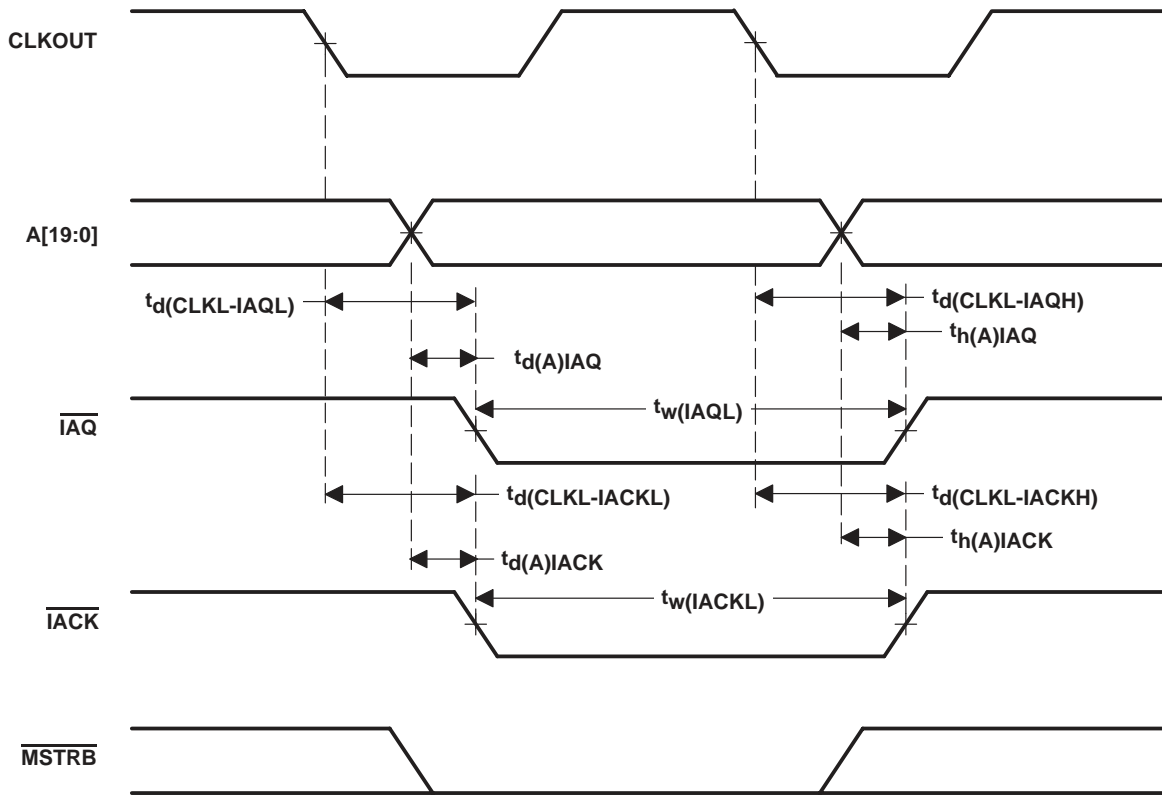 CLKOUT
A[19:0]
td(CLKL-IAQL)
td(CLKL-IAQH)
th(A)IAQ
td(A)IAQ
tw(IAQL)
IAQ
td(CLKL-IACKL)
td(CLKL-IACKH)
th(A)IACK
td(A)IACK
tw(IACKL)
IACK
MSTRB